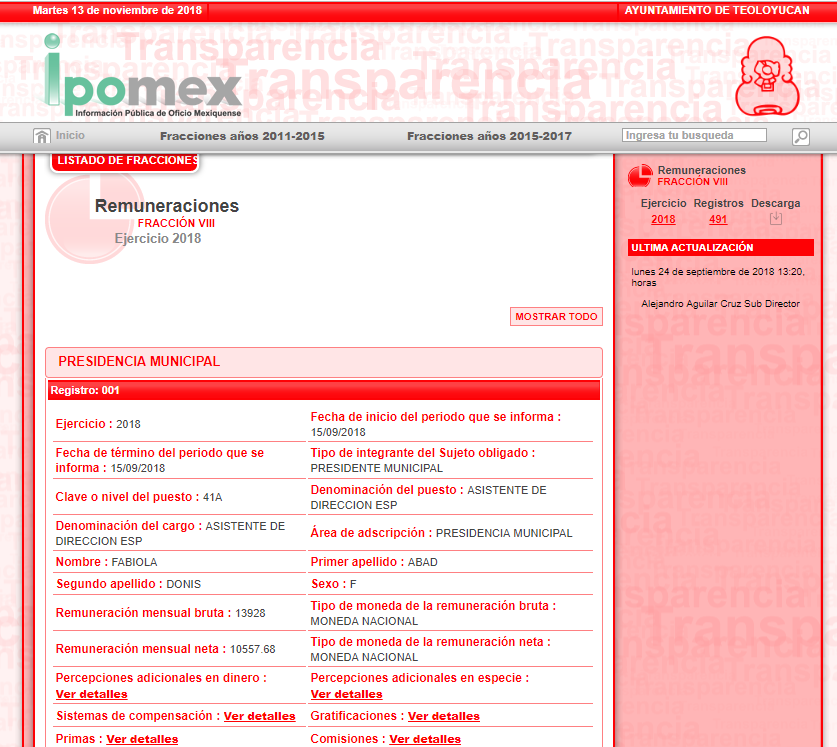 Martes 13 de noviembre de 2018
AYUNTAMIENTO DE TEOLOYUCAN
Transparencia
ipomex
Información Pública de Oficio Mexiquense
Inicio
Fracciones años 2011-2015
Fracciones años 2015-2017
Ingresa tu busqueda
LISTADO DE FRACCIONES
Remuneraciones
FRACCIÓN VIII
Ejercicio 2018
MOSTRAR TODO
PRESIDENCIA MUNICIPAL
Registro: 001
Ejercicio : 2018
Fecha de inicio del periodo que se informa :
15/09/2018
Fecha de término del periodo que se
informa : 15/09/2018
Tipo de integrante del Sujeto obligado :
PRESIDENTE MUNICIPAL
Clave o nivel del puesto : 41A
Denominación del puesto : ASISTENTE DE
DIRECCION ESP
Denominación del cargo : ASISTENTE DE
DIRECCION ESP
Área de adscripción : PRESIDENCIA MUNICIPAL
Nombre : FABIOLA
Primer apellido : ABAD
Segundo apellido : DONIS
Sexo : F
Remuneración mensual bruta : 13928
Tipo de moneda de la remuneración bruta :
MONEDA NACIONAL
Remuneración mensual neta : 10557.68
Tipo de moneda de la remuneración neta :
MONEDA NACIONAL
Percepciones adicionales en dinero :
Ver detalles
Percepciones adicionales en especie :
Ver detalles
Sistemas de compensación : Ver detalles
Gratificaciones : Ver detalles
Primas : Ver detalles
Comisiones : Ver detalles
Remuneraciones
FRACCIÓN VIII
Ejercicio Registros Descarga
2018 491
ULTIMA ACTUALIZACIÓN
lunes 24 de septiembre de 2018 13:20,
horas
Alejandro Aguilar Cruz Sub Director